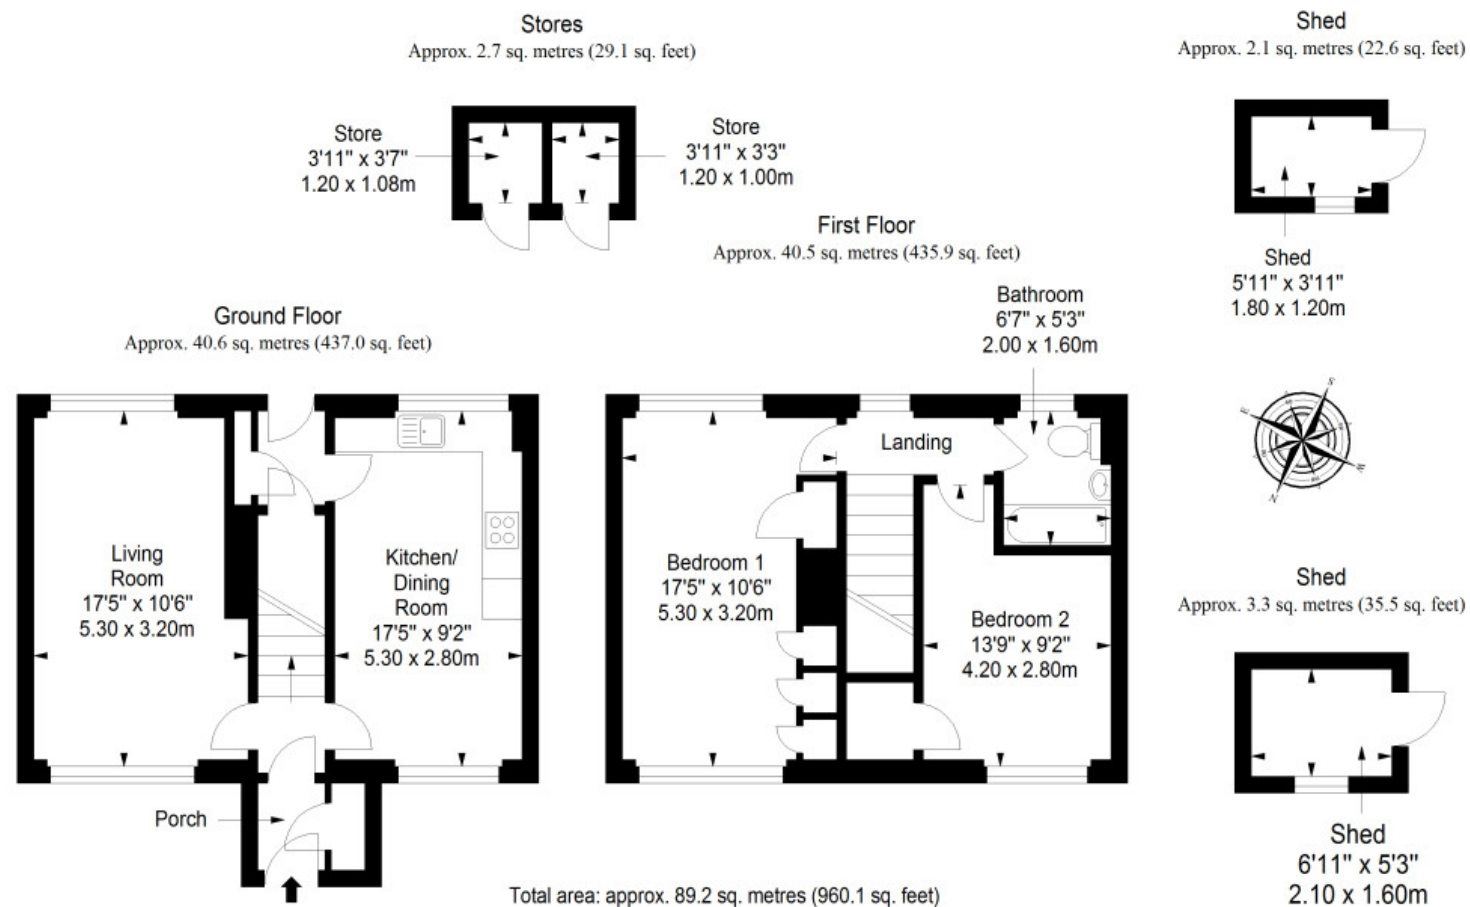 Stores
Approx. 2.7 sq. metres (29.1 sq. feet)
Store
3'11" x 3'7"
1.20 x 1.08m
Store
3'11" x 3'3"
1.20 x 1.00m
Shed
Approx. 2.1 sq. metres (22.6 sq. feet)
Shed
5'11" x 3'11"
1.80 x 1.20m
First Floor
Approx. 40.5 sq. metres (435.9 sq. feet)
Bathroom
6'7" x 5'3"
2.00 x 1.60m
Ground Floor
Approx. 40.6 sq. metres (437.0 sq. feet)
Living
Room
17'5" x 10'6"
5.30 x 3.20m
Kitchen/
Dining
Room
17'5" x 9'2"
5.30 x 2.80m
Porch
Landing
Bedroom 1
17'5" x 10'6"
5.30 x 3.20m
Bedroom 2
13'9" x 9'2"
4.20 x 2.80m
S
E
W
N
Shed
Approx. 3.3 sq. metres (35.5 sq. feet)
Shed
6'11" x 5'3"
2.10 x 1.60m
Total area: approx. 89.2 sq. metres (960.1 sq. feet)